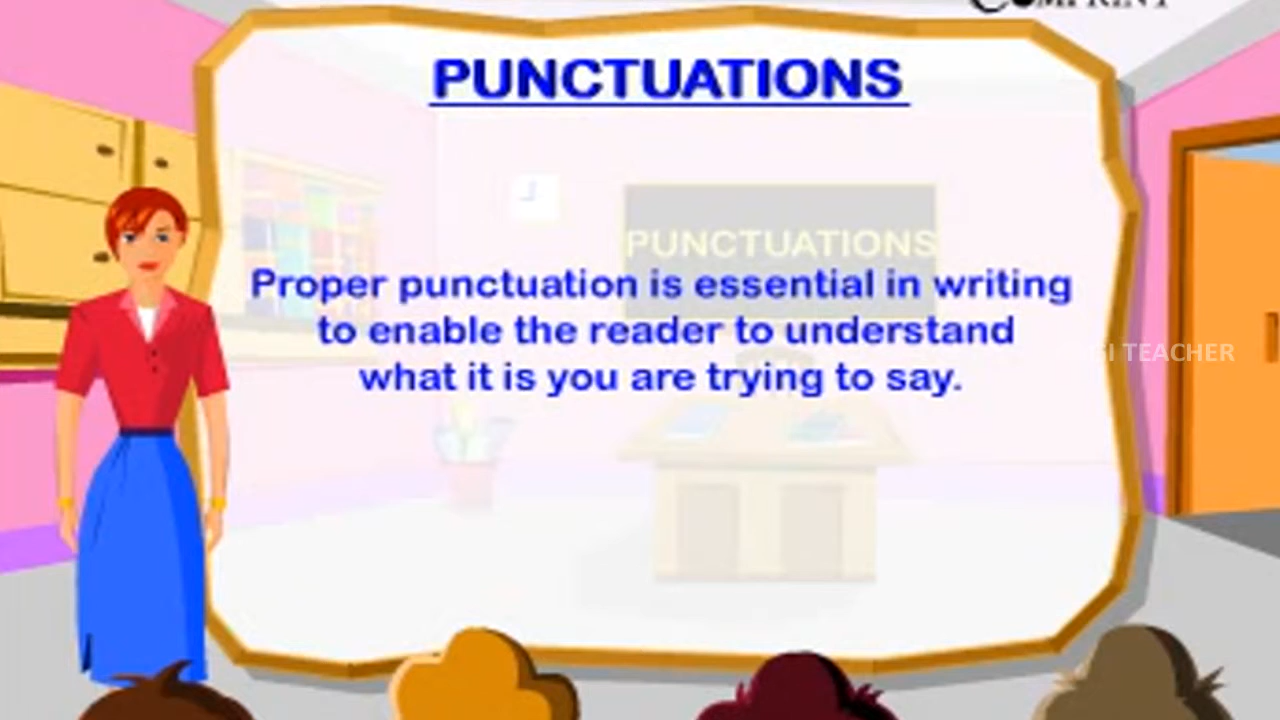 PUNCTUATIONS
PUNCTUATIONS
Proper punctuation is essential in writing
to enable the reader to understand
what it is you are trying to say.
TEACHER